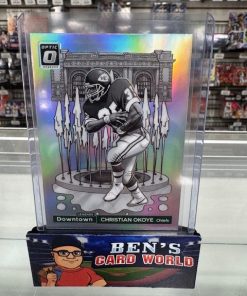 OPTIC
Downtown
CHRISTIAN OKOYE
Chiefs
BEN'S
CARD WORLD